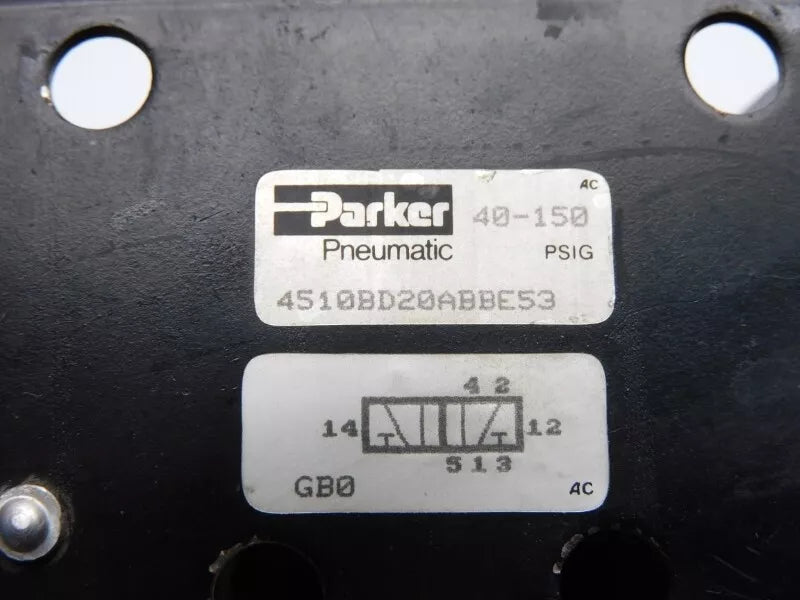 AC
Parker 40-150
Pneumatic PSIG
4510BD20ABBE53
4 2
14 12
5 1 3
GB0 AC